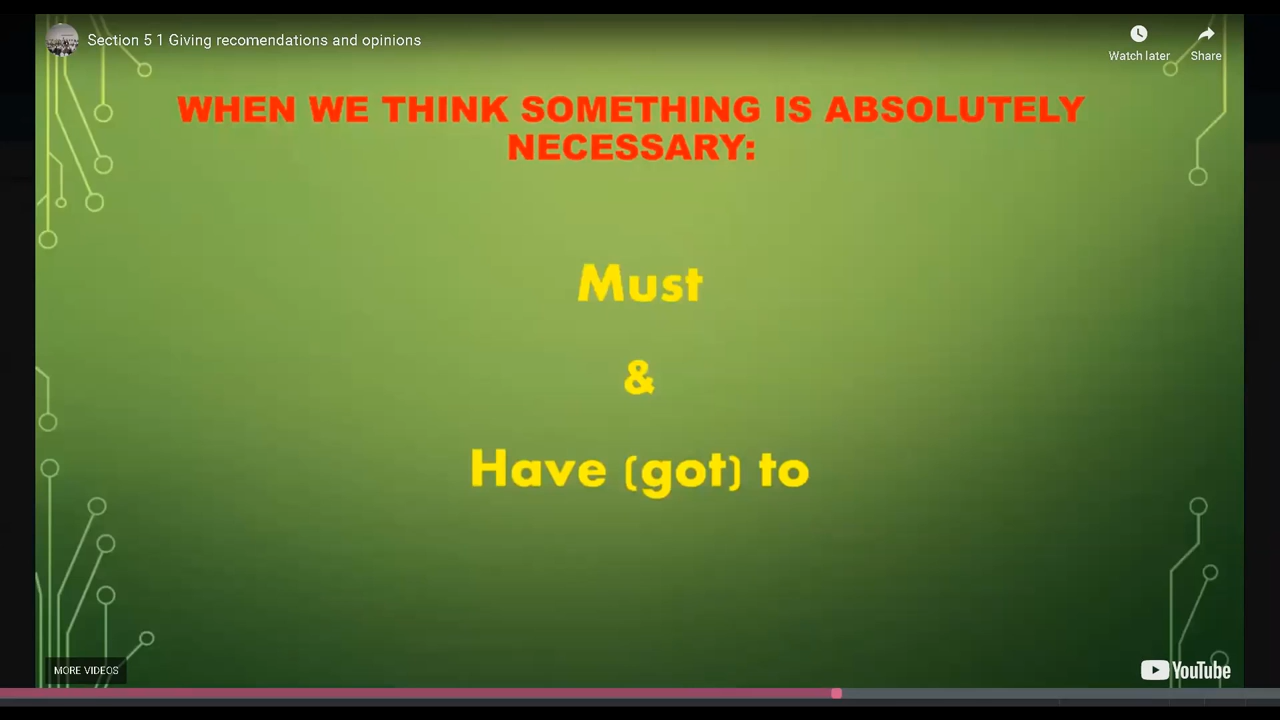 Section 5 1 Giving recomendations and opinions
Watch later
Share
WHEN WE THINK SOMETHING IS ABSOLUTELY
NECESSARY:
Must
&
Have (got) to
MORE VIDEOS
YouTube